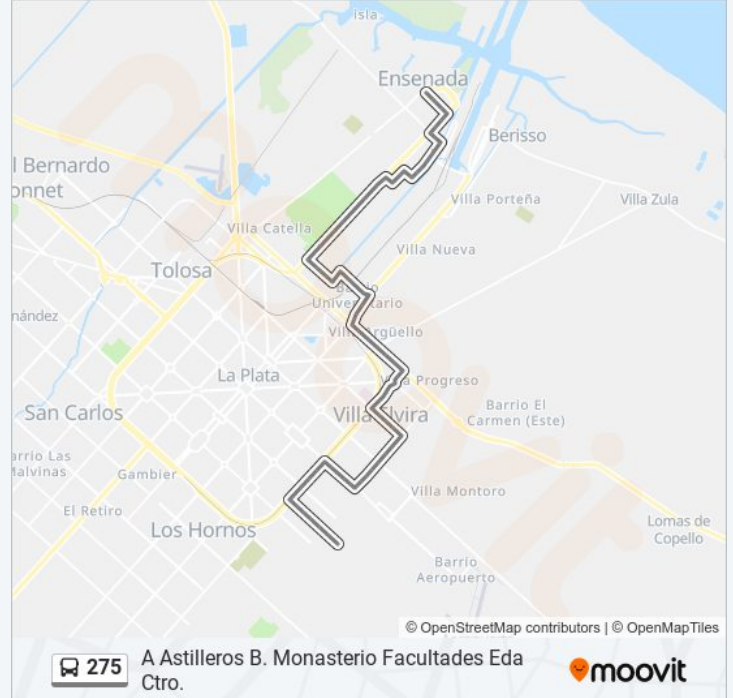 Isla
Ensenada
Berisso
l Bernardo
onnet
Villa Porteña
Villa Zula
Villa Catella
Villa Nueva
Tolosa
Barrio
Universitario
nández
Villa Argüello
La Plata
Villa Progreso
San Carlos
Villa Elvira
Barrio El
Carmen (Este)
arrio Las
Malvinas
Gambier
Villa Montoro
El Retiro
Los Hornos
Lomas de
Copello
Barrio
Aeropuerto
moovit
© OpenStreetMap contributors | © OpenMapTiles
275
A Astilleros B. Monasterio Facultades Eda
Ctro.
moovit